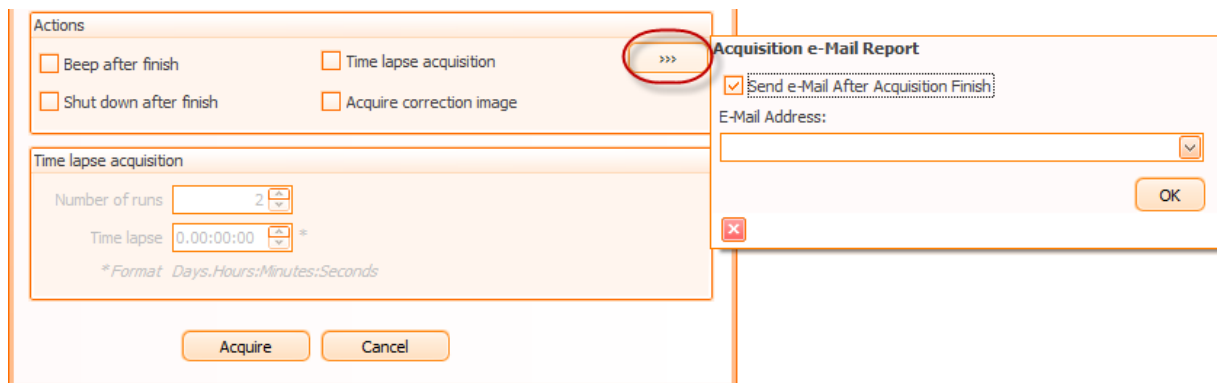 Actions
Beep after finish
Time lapse acquisition
>>>
Shut down after finish
Acquire correction image
Time lapse acquisition
Number of runs 2
Time lapse 0.00:00:00 *
*Format Days.Hours:Minutes:Seconds
Acquire
Cancel
Acquisition e-Mail Report
Send e-Mail After Acquisition Finish
E-Mail Address:
OK